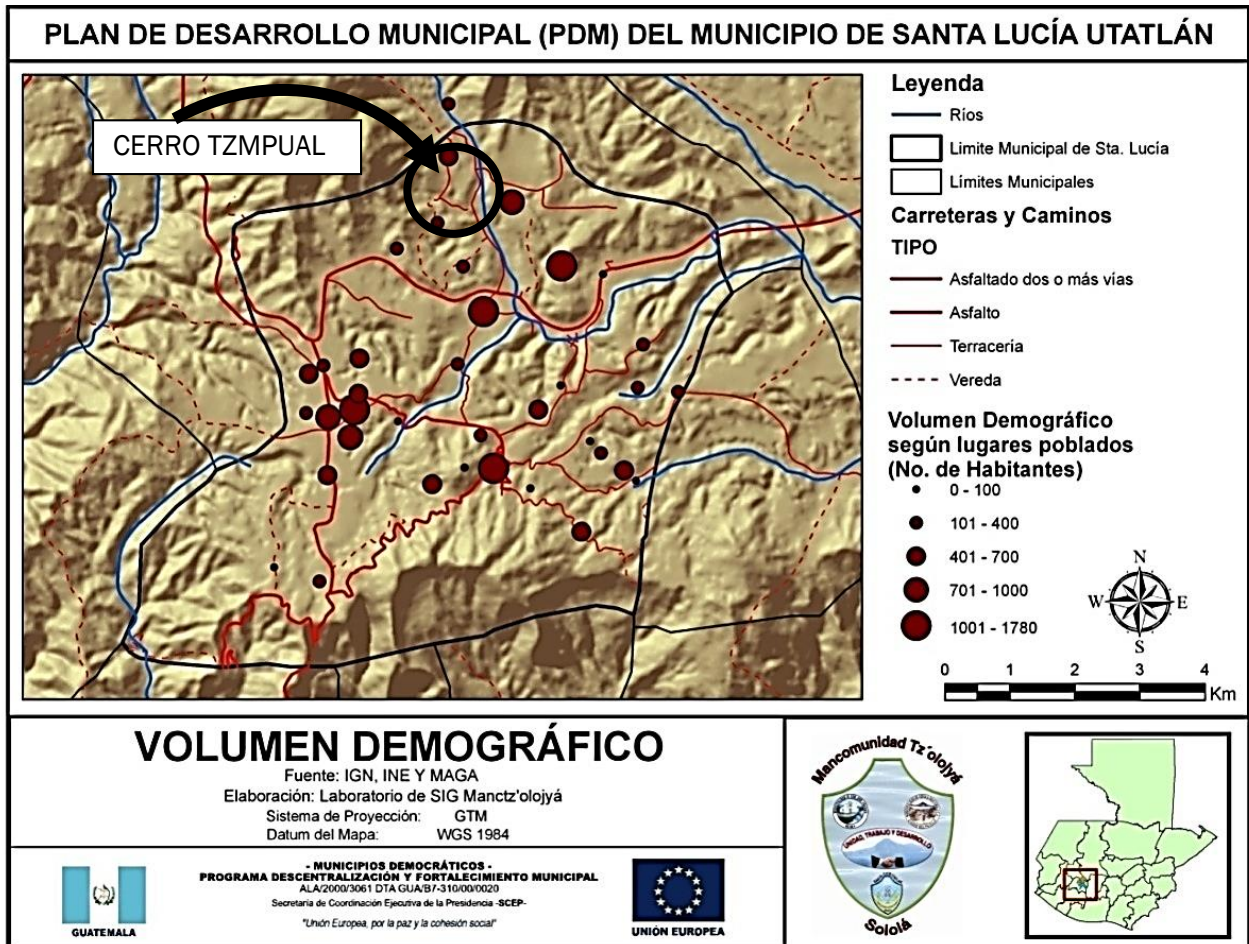 PLAN DE DESARROLLO MUNICIPAL (PDM) DEL MUNICIPIO DE SANTA LUCÍA UTATLÁN
CERRO TZMPUAL
Leyenda
Ríos
Limite Municipal de Sta. Lucía
Límites Municipales
Carreteras y Caminos
TIPO
Asfaltado dos o más vías
Asfalto
Terracería
Vereda
Volumen Demográfico
según lugares poblados
(No. de Habitantes)
0 - 100
101 - 400
401 - 700
701 - 1000
1001 - 1780
N
W E
S
0 1 2 3 4
Km
VOLUMEN DEMOGRÁFICO
Fuente: IGN, INE Y MAGA
Elaboración: Laboratorio de SIG Manctz'olojyá
Sistema de Proyección: GTM
Datum del Mapa: WGS 1984
GUATEMALA
- MUNICIPIOS DEMOCRÁTICOS -
PROGRAMA DESCENTRALIZACIÓN Y FORTALECIMIENTO MUNICIPAL
ALA/2000/3061 DTA GUA/B7-310/00/0020
Secretaría de Coordinación Ejecutiva de la Presidencia -SCEP-
"Unión Europea, por la paz y la cohesión social"
UNIÓN EUROPEA
Mancomunidad Tz´olojyá
UNIDAD, TRABAJO Y DESARROLLO
Sololá